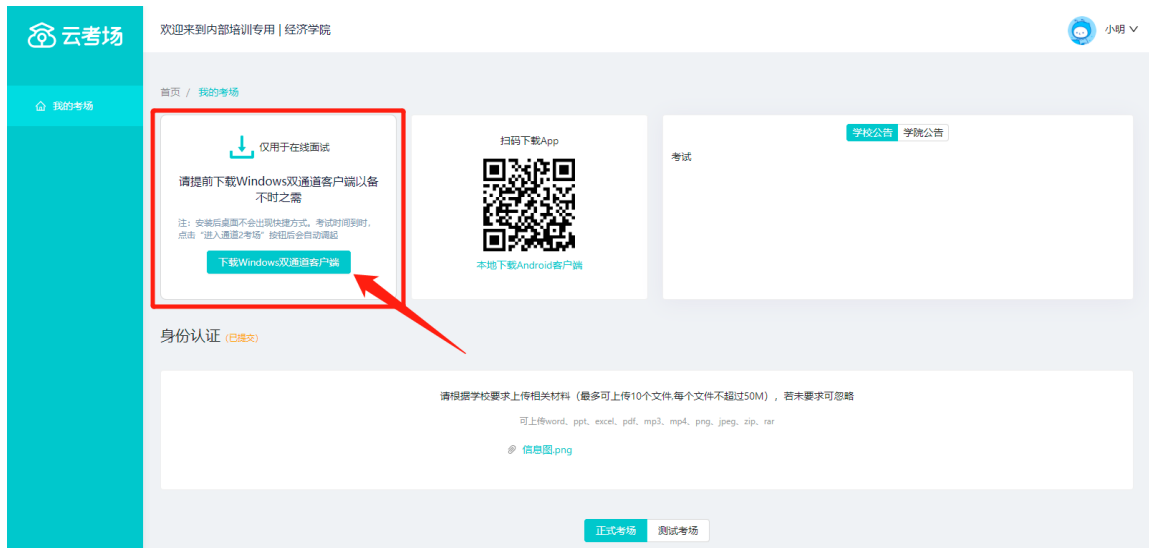 云考场
欢迎来到内部培训专用 | 经济学院
小明
我的考场
首页 / 我的考场
仅用于在线面试
请提前下载Windows双通道客户端以备
不时之需
注：安装后桌面不会出现快捷方式。考试时间到时，
点击“进入通道2考场”按钮后会自动调起
下载Windows双通道客户端
扫码下载App
本地下载Android客户端
学校公告 学院公告
考试
身份认证 (已提交)
请根据学校要求上传相关材料（最多可上传10个文件,每个文件不超过50M），若未要求可忽略
可上传word、ppt、excel、pdf、mp3、mp4、png、jpeg、zip、rar
信息图.png
正式考场 测试考场